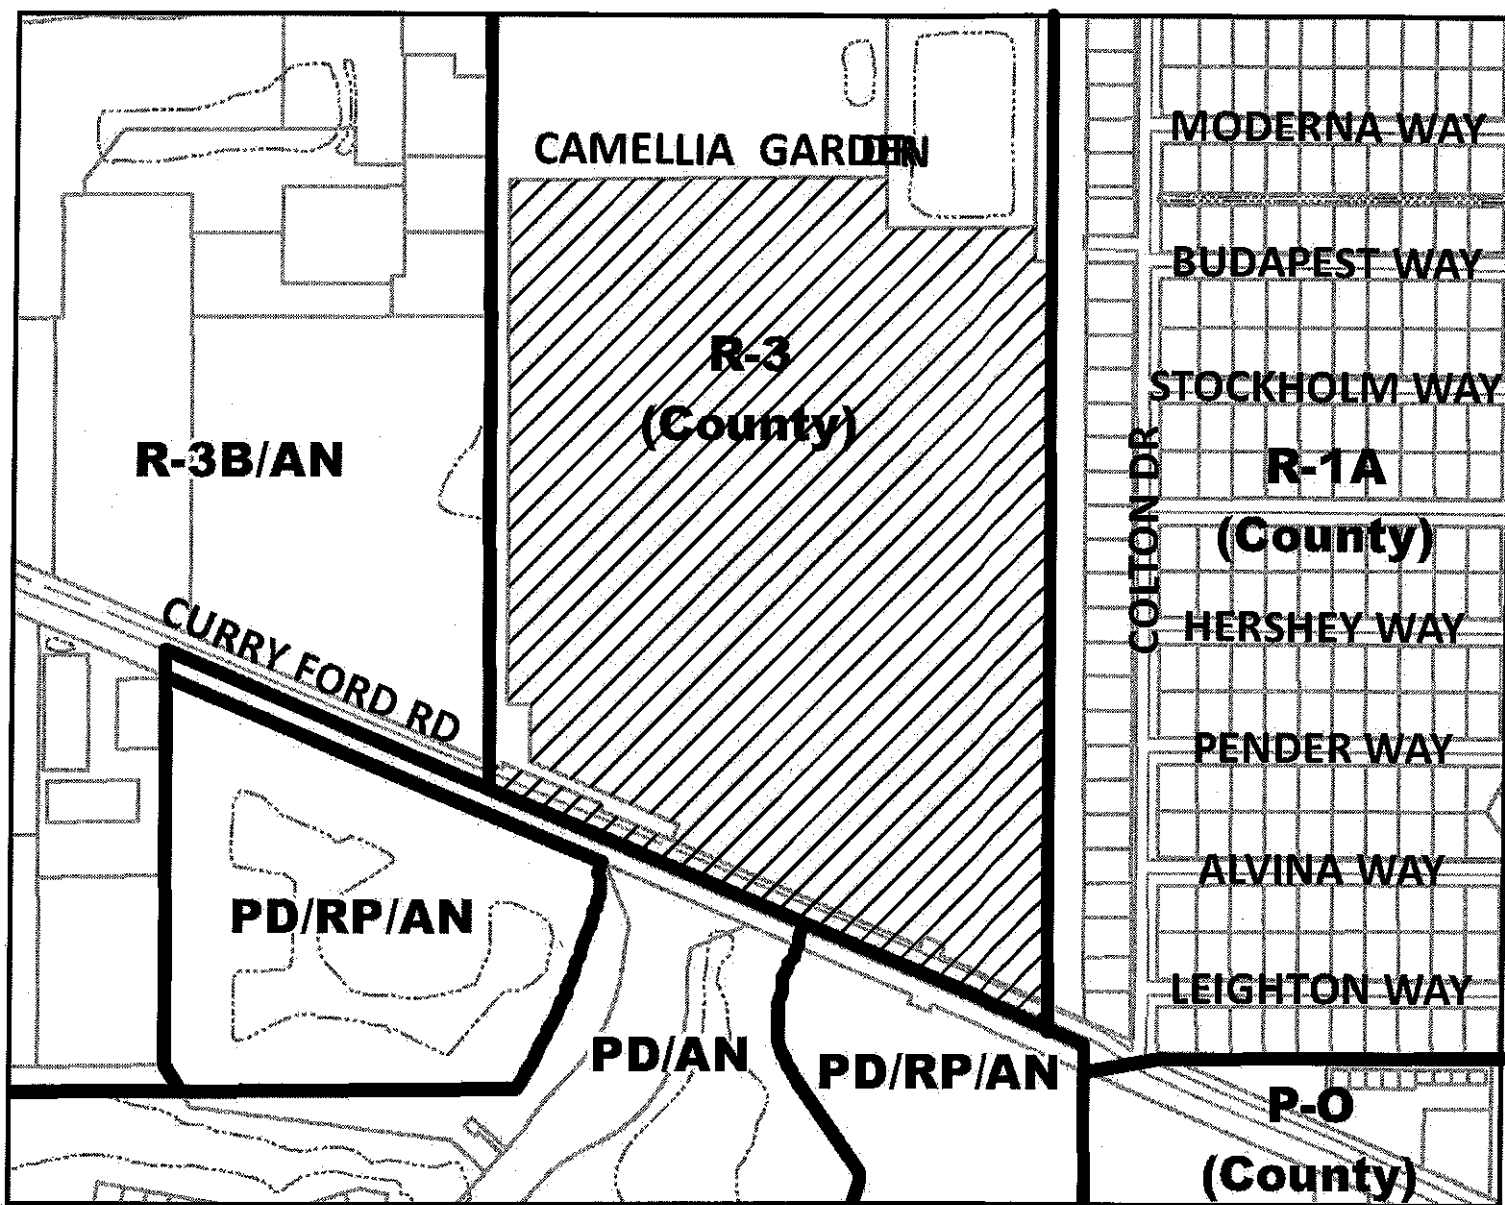 MODERNA WAY
CAMELLIA GARDEN DR
BUDAPEST WAY
R-3
(County)
STOCKHOLM WAY
R-3B/AN
COLTON DR
R-1A
(County)
CURRY FORD RD
HERSHEY WAY
PENDER WAY
ALVINA WAY
PD/RP/AN
LEIGHTON WAY
PD/AN
PD/RP/AN
P-O
(County)